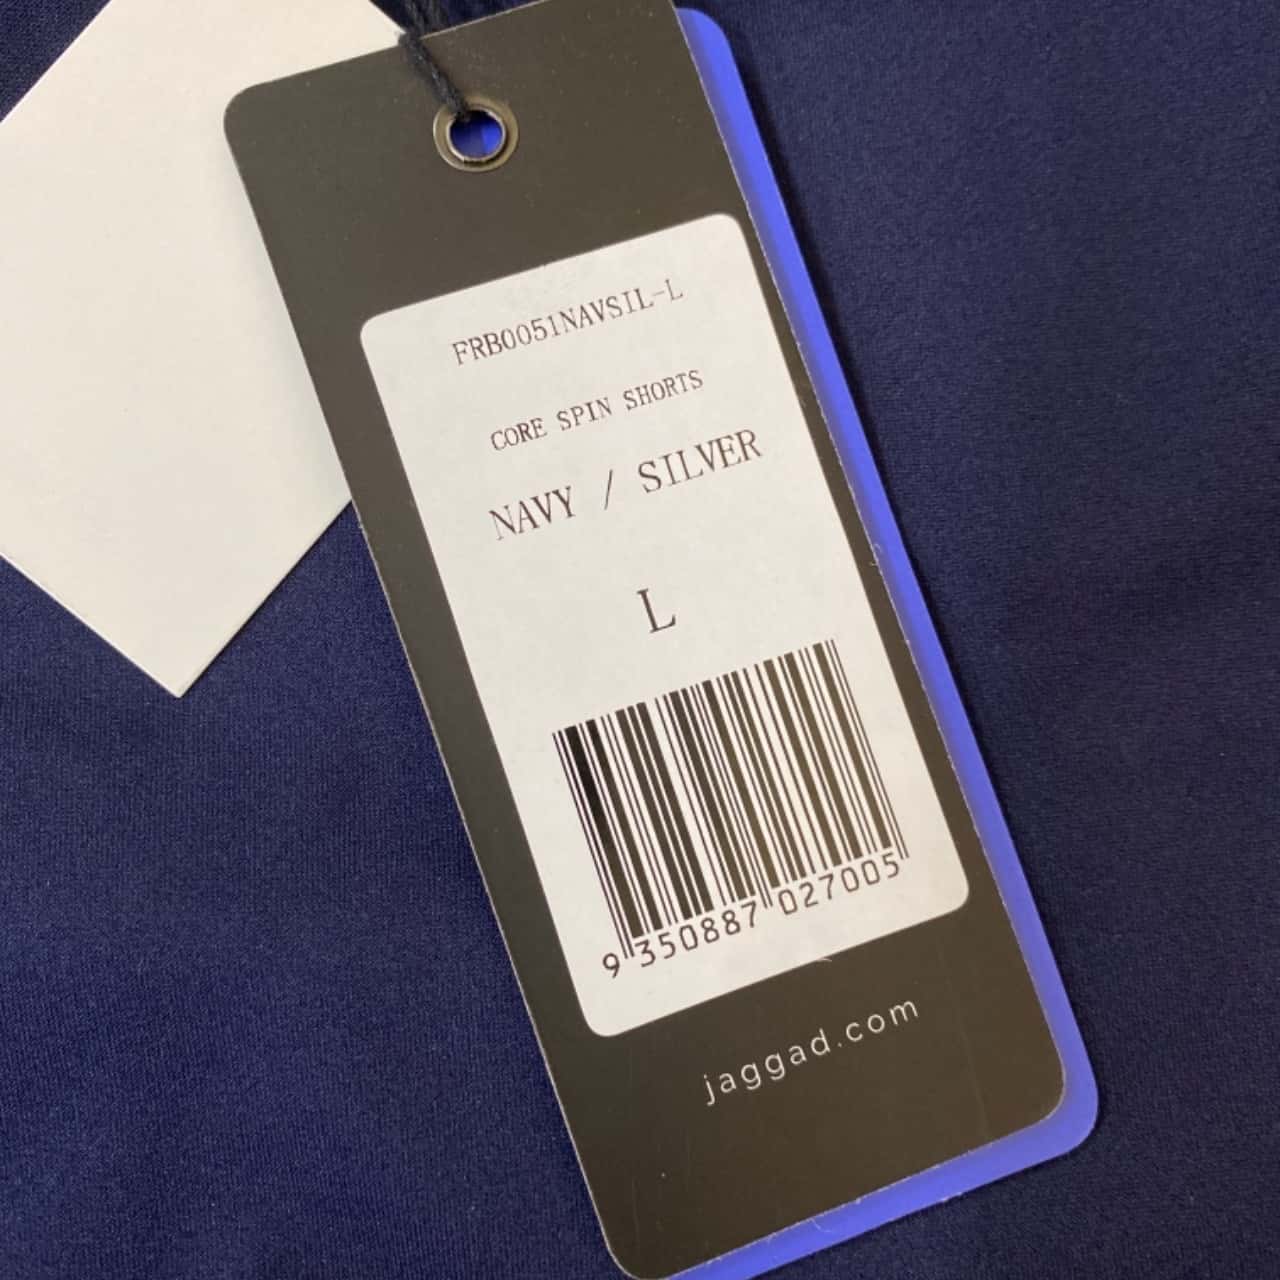 FRB0051NAVSIL-L
CORE SPIN SHORTS
NAVY / SILVER
L
9 350887 027005
jaggad.com